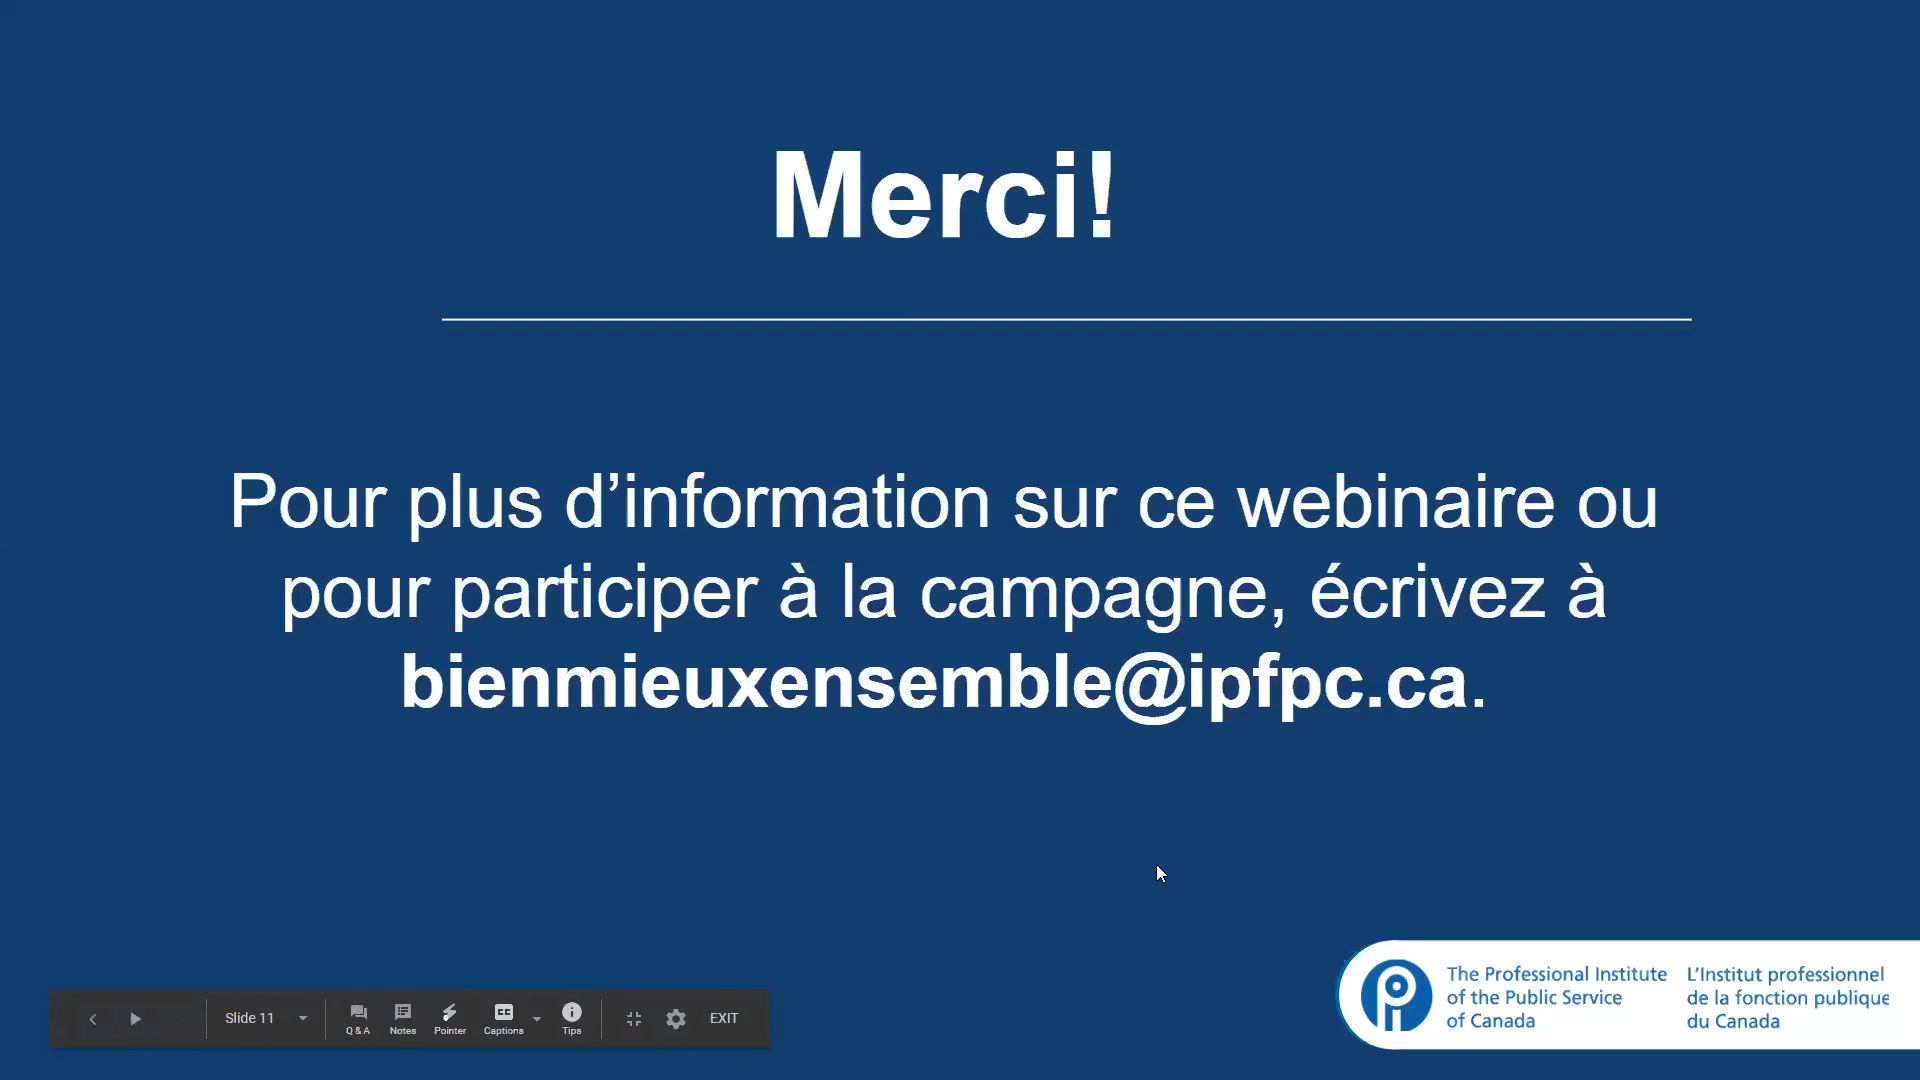 Merci!
Pour plus d’information sur ce webinaire ou
pour participer à la campagne, écrivez à
bienmieuxensemble@ipfpc.ca.
The Professional Institute
of the Public Service
of Canada
L’Institut professionnel
de la fonction publique
du Canada
Slide 11
Q & A
Notes
Pointer
CC
Captions
Tips
EXIT